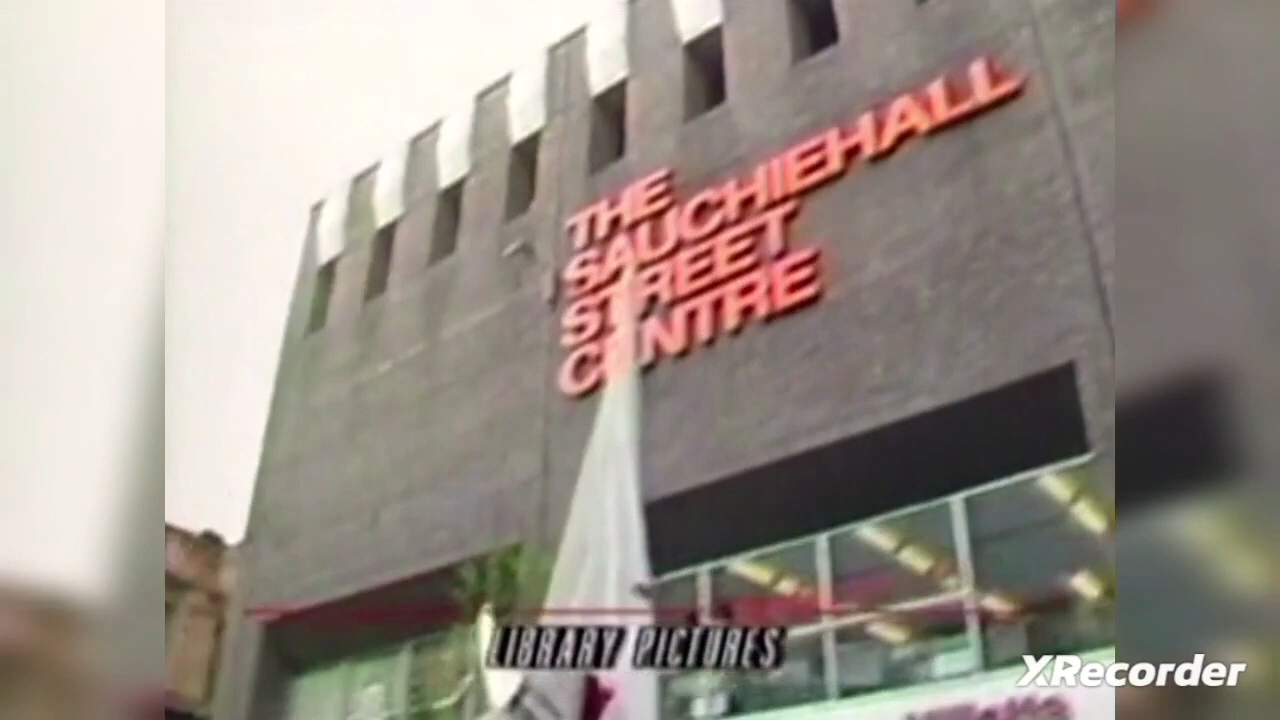 THE
SAUCHIEHALL
STREET
CENTRE
LIBRARY PICTURES
XRecorder